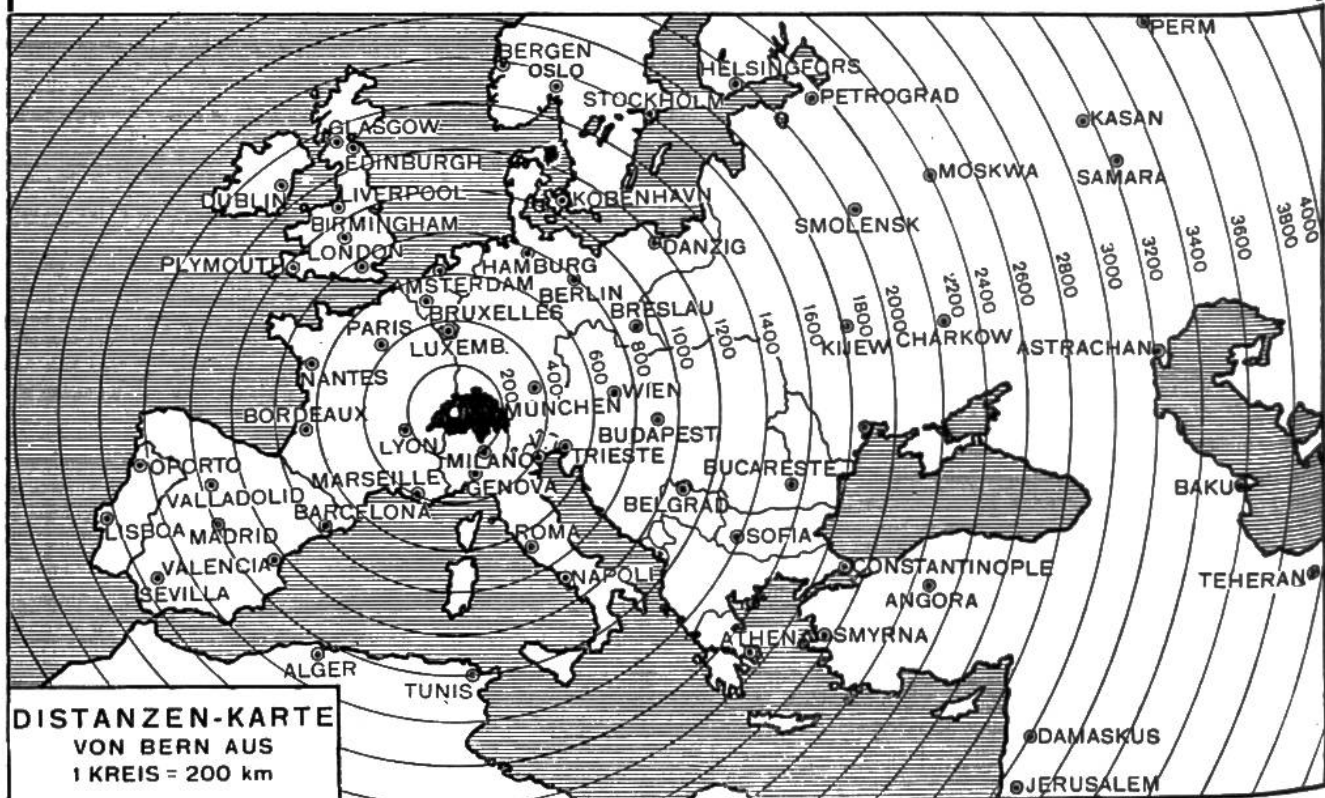 PERM
BERGEN
OSLO
HELSINGFORS
STOCKHOLM
PETROGRAD
KASAN
GLASGOW
EDINBURGH
MOSKWA
SAMARA
DUBLIN
LIVERPOOL
KOBENHAVN
BIRMINGHAM
SMOLENSK
DANZIG
PLYMOUTH
LONDON
HAMBURG
AMSTERDAM
BERLIN
BRUXELLES
BRESLAU
PARIS
LUXEMB.
KIJEW
CHARKOW
ASTRACHAN
200
400
600
800
1000
1200
1400
1600
1800
2000
2200
2400
2600
2800
3000
3200
3400
3600
3800
4000
NANTES
WIEN
MÜNCHEN
BORDEAUX
LYON
BUDAPEST
MILANO
TRIESTE
OPORTO
BUCARESTE
MARSEILLE
GENOVA
BAKU
VALLADOLID
BELGRAD
BARCELONA
LISBOA
MADRID
ROMA
SOFIA
VALENCIA
CONSTANTINOPLE
NAPOLI
TEHERAN
SEVILLA
ANGORA
ATHEN
SMYRNA
ALGER
TUNIS
DISTANZEN-KARTE
VON BERN AUS
1 KREIS = 200 km
DAMASKUS
JERUSALEM